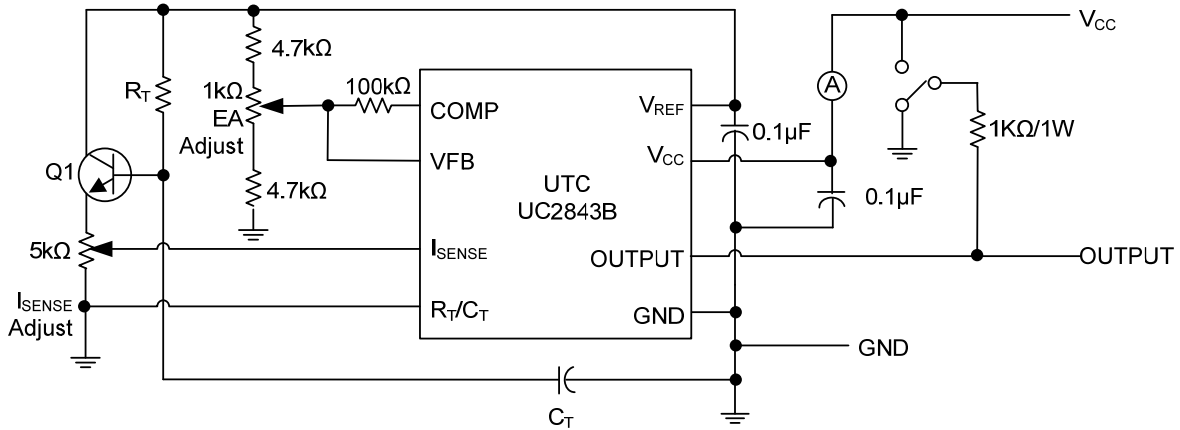 V_CC
4.7kΩ
R_T
1kΩ
EA
Adjust
100kΩ
COMP
V_REF
A
1KΩ/1W
0.1µF
Q1
VFB
V_CC
4.7kΩ
UTC
UC2843B
0.1µF
5kΩ
I_SENSE
OUTPUT
OUTPUT
I_SENSE
Adjust
R_T/C_T
GND
GND
C_T